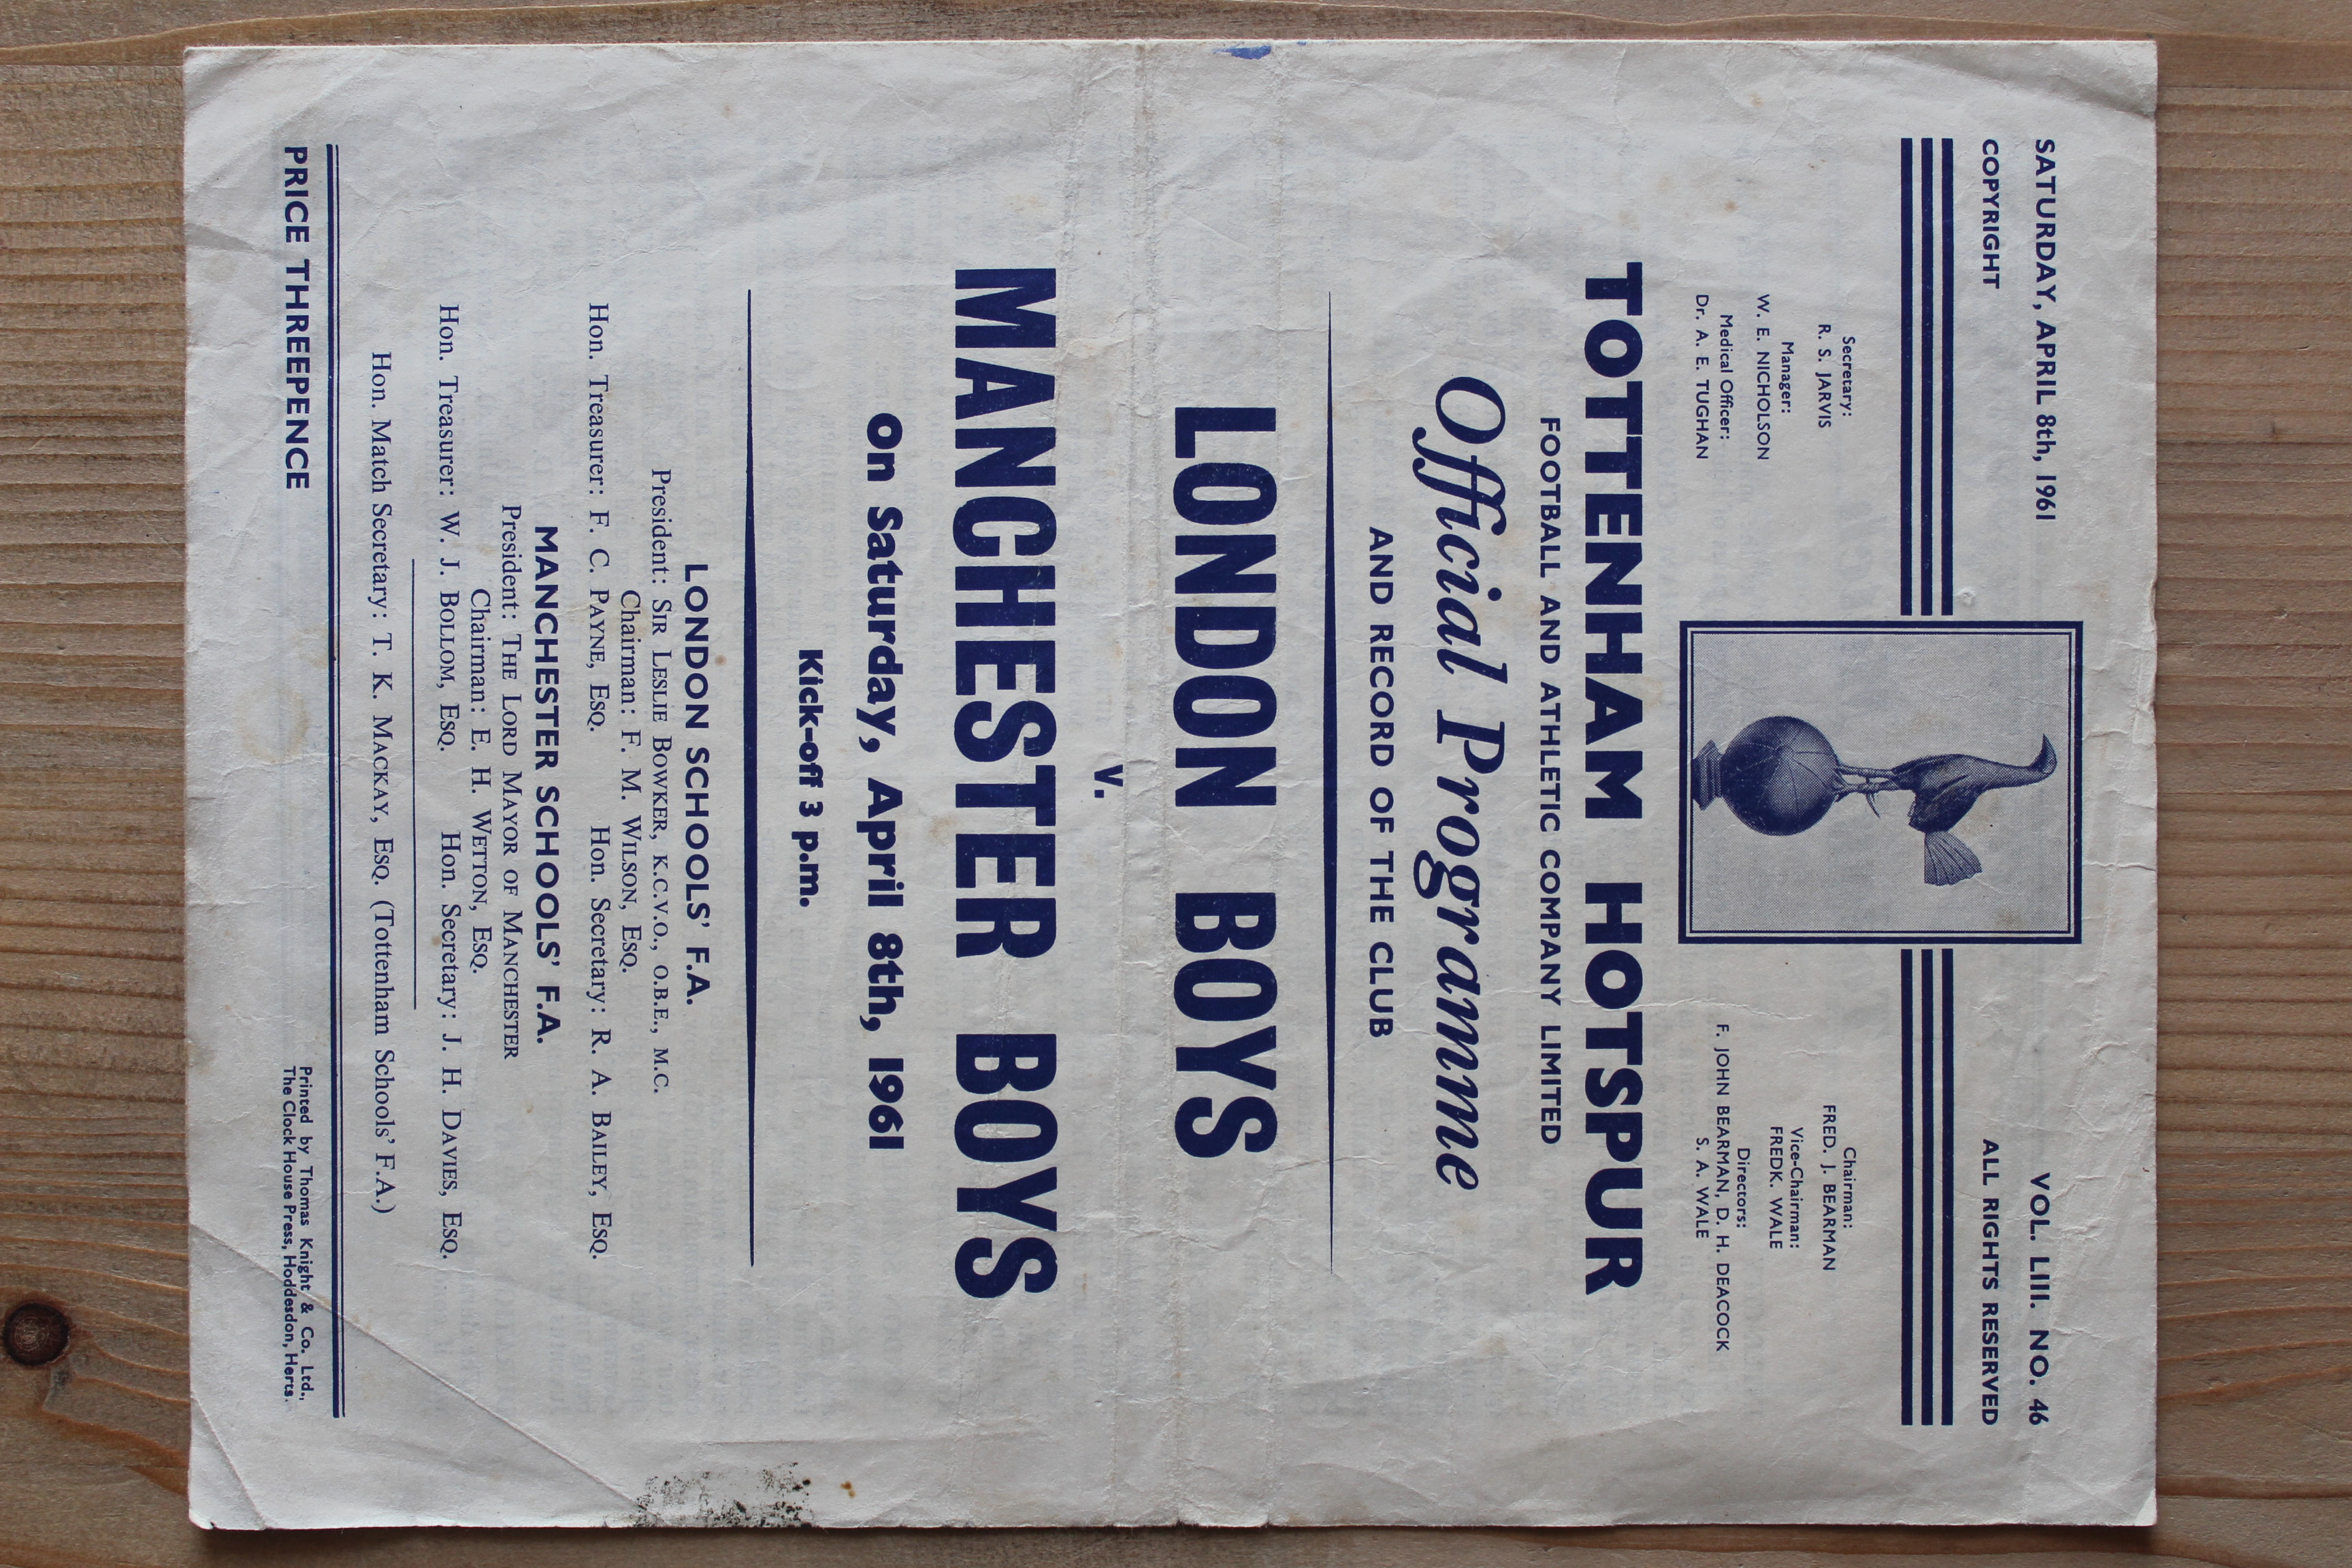 SATURDAY, APRIL 8th, 1961
VOL. LIII. NO. 46
COPYRIGHT
ALL RIGHTS RESERVED
Secretary:
R. S. JARVIS
Manager:
W. E. NICHOLSON
Medical Officer:
Dr. A. E. TUGHAN
Chairman:
FRED. J. BEARMAN
Vice-Chairman:
FREDK. WALE
Directors:
F. JOHN BEARMAN, D. H. DEACOCK
S. A. WALE
TOTTENHAM HOTSPUR
FOOTBALL AND ATHLETIC COMPANY LIMITED
Official Programme
AND RECORD OF THE CLUB
LONDON BOYS
v.
MANCHESTER BOYS
On Saturday, April 8th, 1961
Kick-off 3 p.m.
LONDON SCHOOLS' F.A.
President: SIR LESLIE BOWKER, K.C.V.O., O.B.E., M.C.
Chairman: F. M. WILSON, ESQ.
Hon. Treasurer: F. C. PAYNE, ESQ. Hon. Secretary: R. A. BAILEY, ESQ.
MANCHESTER SCHOOLS' F.A.
President: THE LORD MAYOR OF MANCHESTER
Chairman: E. H. WETTON, ESQ.
Hon. Treasurer: W. J. BOLLOM, ESQ. Hon. Secretary: J. H. DAVIES, ESQ.
Hon. Match Secretary: T. K. MACKAY, ESQ. (Tottenham Schools' F.A.)
PRICE THREEPENCE
Printed by Thomas Knight & Co. Ltd.,
The Clock House Press, Hoddesdon, Herts.